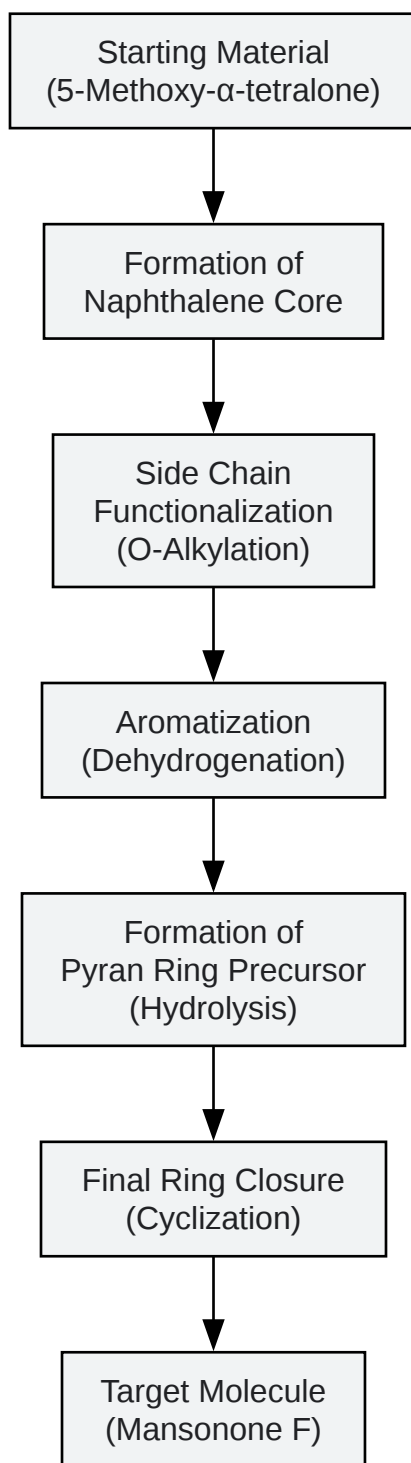 Starting Material
(5-Methoxy-α-tetralone)
Formation of
Naphthalene Core
Side Chain
Functionalization
(O-Alkylation)
Aromatization
(Dehydrogenation)
Formation of
Pyran Ring Precursor
(Hydrolysis)
Final Ring Closure
(Cyclization)
Target Molecule
(Mansonone F)